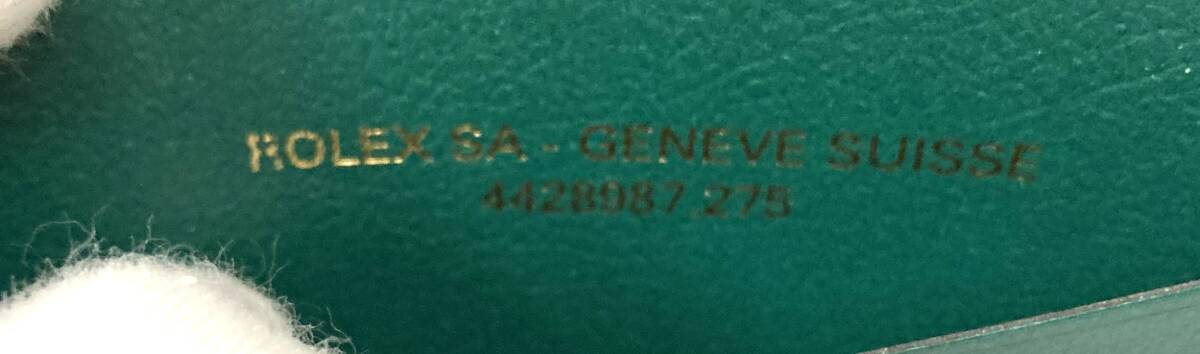 ROLEX SA - GENEVE SUISSE
4428987.275